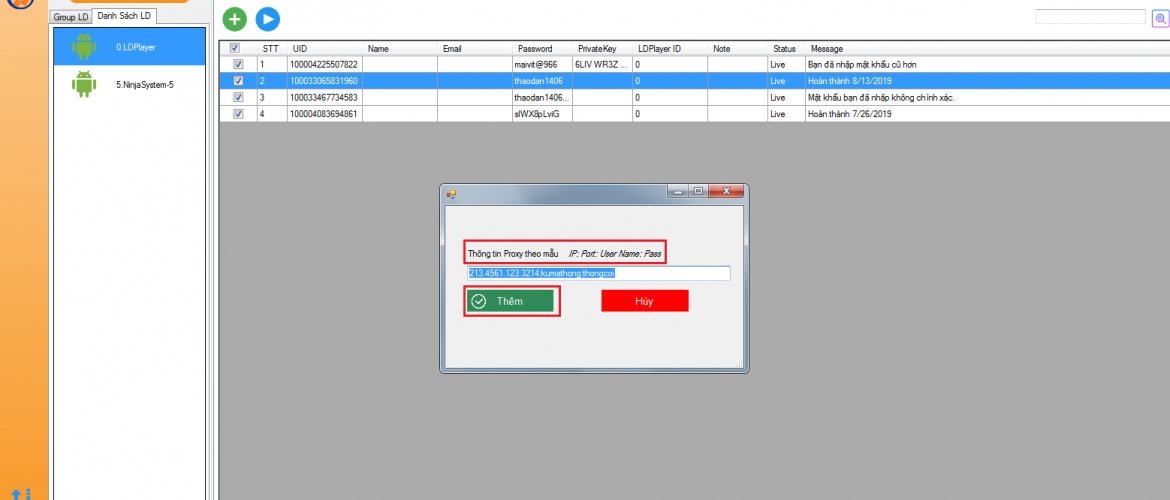 Group LD
Danh Sách LD
0.LDPlayer
5.NinjaSystem-5
STT UID Name Email Password PrivateKey LDPlayer ID Note Status Message
1 100004225507822 maivit@966 6LIV WR3Z ... 0 Live Bạn đã nhập mật khẩu cũ hơn
2 100033065831960 thaodan1406 0 Live Hoàn thành 8/13/2019
3 100033467734583 thaodan1406... 0 Live Mật khẩu bạn đã nhập không chính xác.
4 100004083694861 slWX8pLviG 0 Live Hoàn thành 7/26/2019
Thông tin Proxy theo mẫu IP: Port: User Name: Pass
213.4561.123:3214:kumathong:thongcoi
Thêm
Hủy